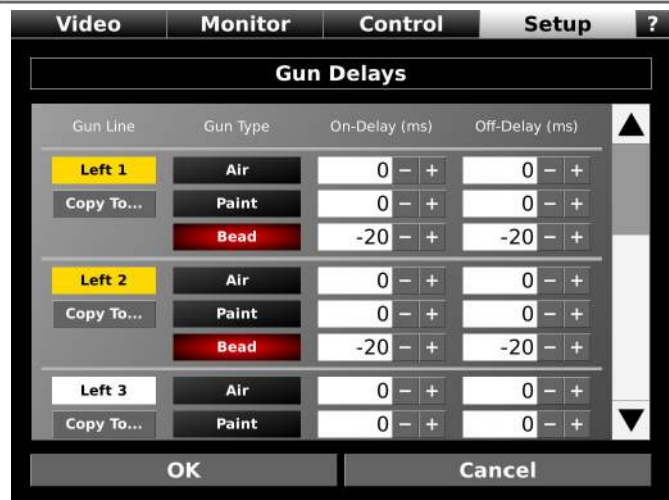 Video Monitor Control Setup ?
Gun Delays
Gun Line Gun Type On-Delay (ms) Off-Delay (ms)
Left 1 Air 0 - + 0 - +
Copy To... Paint 0 - + 0 - +
Bead -20 - + -20 - +
Left 2 Air 0 - + 0 - +
Copy To... Paint 0 - + 0 - +
Bead -20 - + -20 - +
Left 3 Air 0 - + 0 - +
Copy To... Paint 0 - + 0 - +
OK Cancel